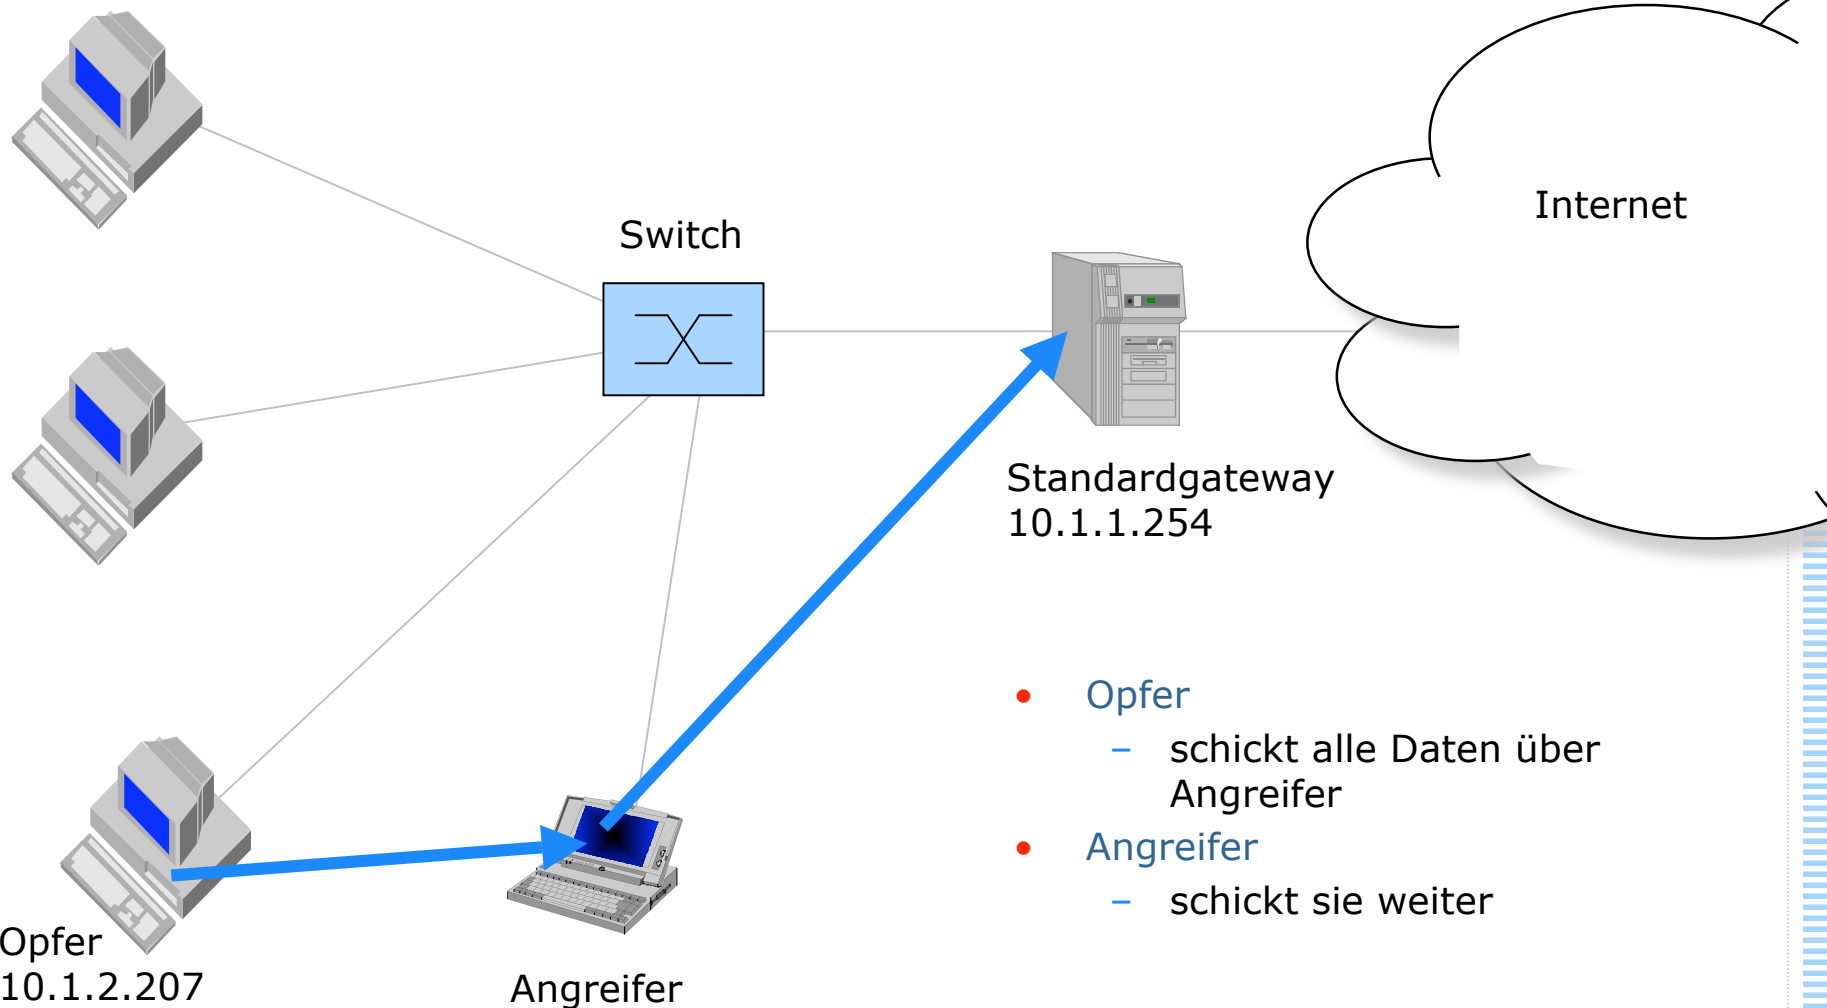 Internet
Switch
Standardgateway
10.1.1.254
• Opfer
– schickt alle Daten über
Angreifer
• Angreifer
– schickt sie weiter
Opfer
10.1.2.207
Angreifer